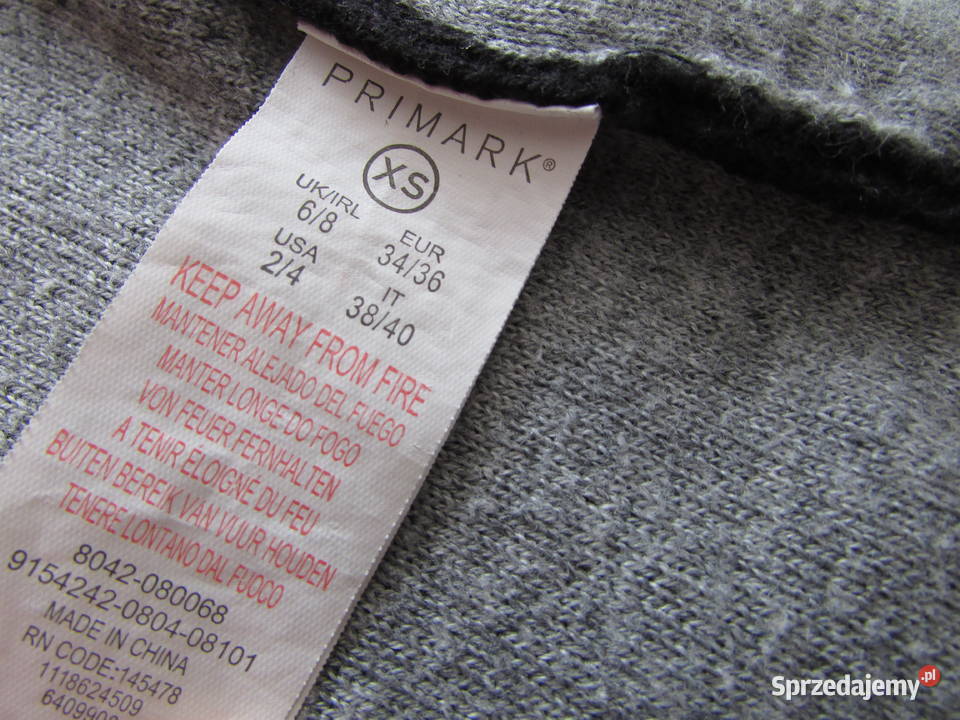 PRIMARK®
XS
UK/IRL EUR
6/8 34/36
USA IT
2/4 38/40
KEEP AWAY FROM FIRE
MANTENER ALEJADO DEL FUEGO
MANTER LONGE DO FOGO
VON FEUER FERNHALTEN
A TENIR ELOIGNÉ DU FEU
BUITEN BEREIK VAN VUUR HOUDEN
TENERE LONTANO DAL FUOCO
8042-080068
9154242-0804-08101
MADE IN CHINA
RN CODE:145478
1118624509
Sprzedajemy.pl